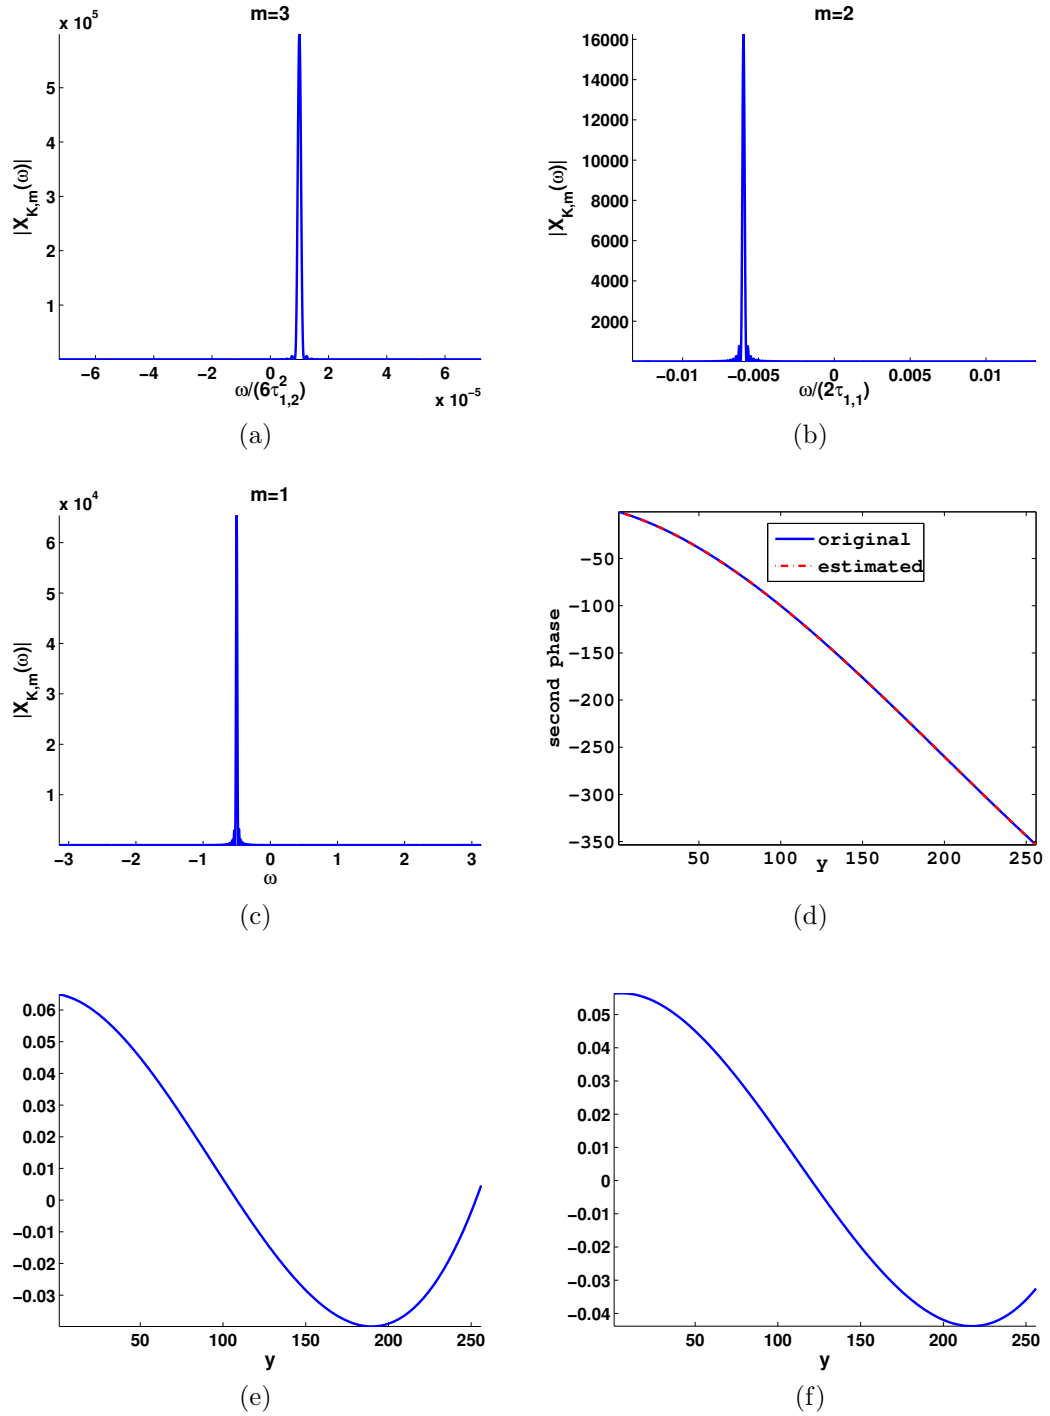 x 10⁵
m=3
5
4
3
2
1
|X_{K,m}(ω)|
−6 −4 −2 0 2 4 6
ω/(6τ²_{1,2})
x 10⁻⁵
(a)
m=2
16000
14000
12000
10000
8000
6000
4000
2000
|X_{K,m}(ω)|
−0.01 −0.005 0 0.005 0.01
ω/(2τ_{1,1})
(b)
x 10⁴
m=1
6
5
4
3
2
1
|X_{K,m}(ω)|
−3 −2 −1 0 1 2 3
ω
(c)
original
estimated
−50
−100
−150
−200
−250
−300
−350
second phase
50 100 150 200 250
Y
(d)
0.06
0.05
0.04
0.03
0.02
0.01
0
−0.01
−0.02
−0.03
50 100 150 200 250
y
(e)
0.05
0.04
0.03
0.02
0.01
0
−0.01
−0.02
−0.03
−0.04
50 100 150 200 250
y
(f)